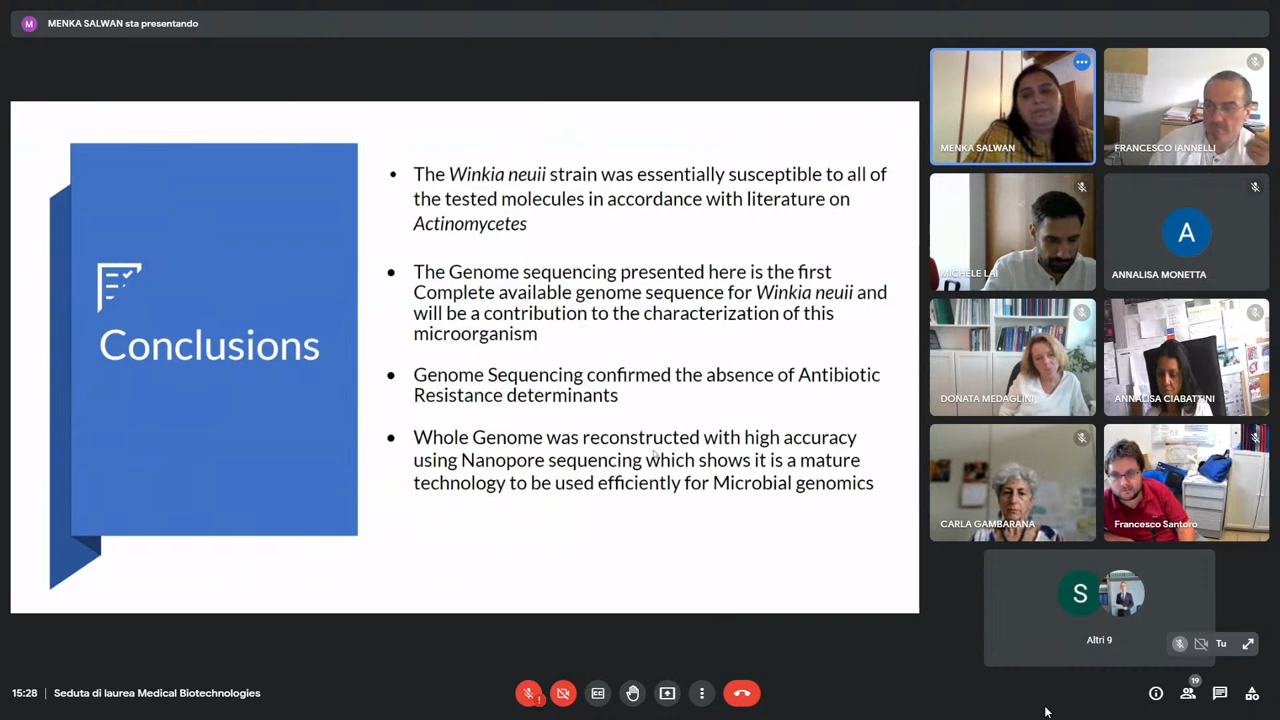 M MENKA SALWAN sta presentando
Conclusions
• The Winkia neuii strain was essentially susceptible to all of
the tested molecules in accordance with literature on
Actinomycetes
• The Genome sequencing presented here is the first
Complete available genome sequence for Winkia neuii and
will be a contribution to the characterization of this
microorganism
• Genome Sequencing confirmed the absence of Antibiotic
Resistance determinants
• Whole Genome was reconstructed with high accuracy
using Nanopore sequencing which shows it is a mature
technology to be used efficiently for Microbial genomics
MENKA SALWAN
FRANCESCO IANNELLI
MICHELE LAI
A
ANNALISA MONETTA
DONATA MEDAGLINI
ANNALISA CIABATTINI
CARLA GAMBARANA
Francesco Santoro
S
Altri 9
Tu
15:28 Seduta di laurea Medical Biotechnologies
19